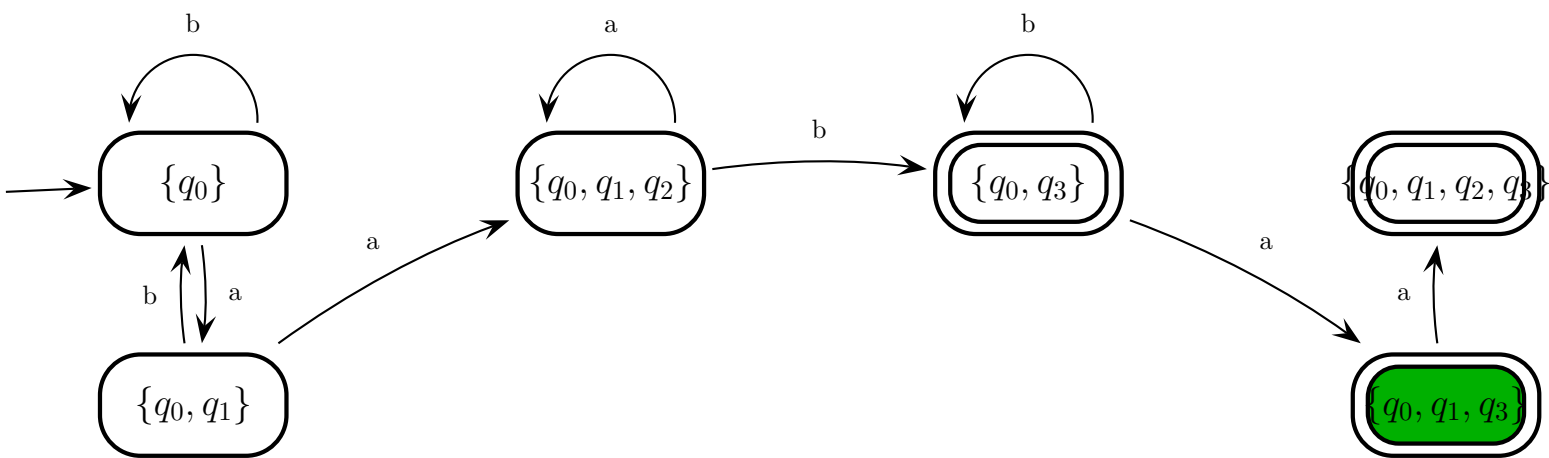 b
a
b
b
{q₀}
{q₀, q₁, q₂}
{q₀, q₃}
{q₀, q₁, q₂, q₃}
a
a
b
a
a
{q₀, q₁}
{q₀, q₁, q₃}